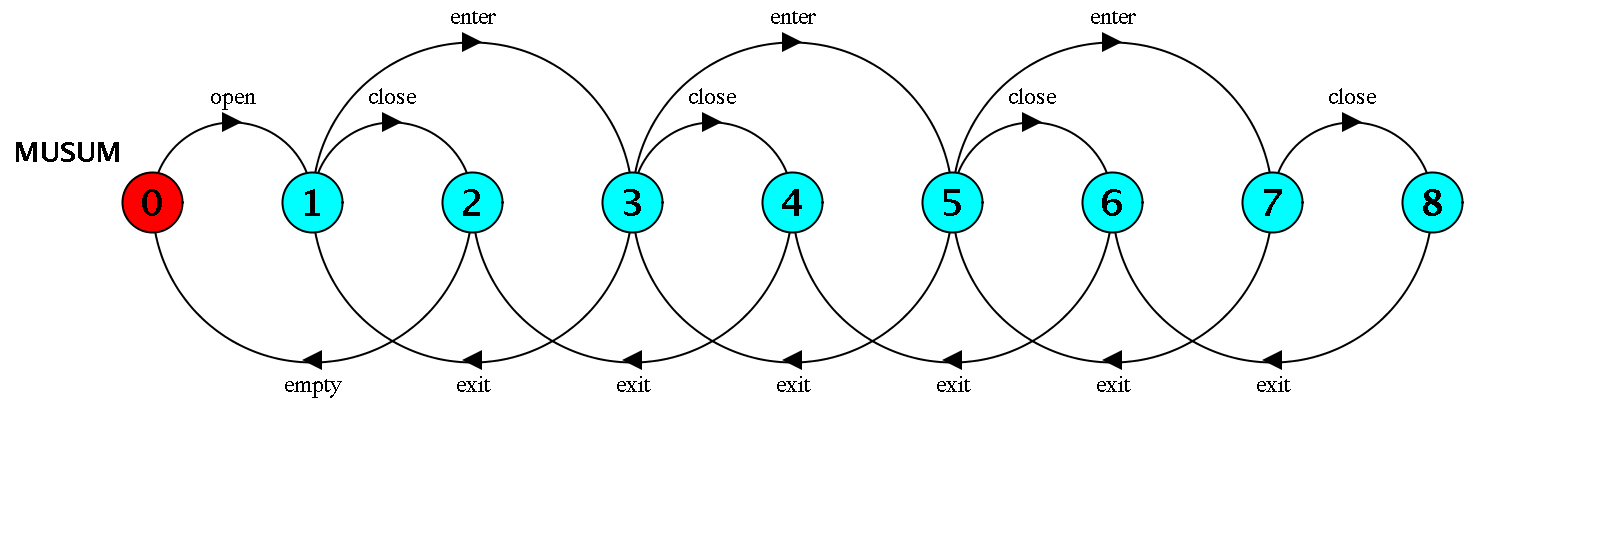 enter enter enter
open close close close close
MUSUM
0 1 2 3 4 5 6 7 8
empty exit exit exit exit exit exit